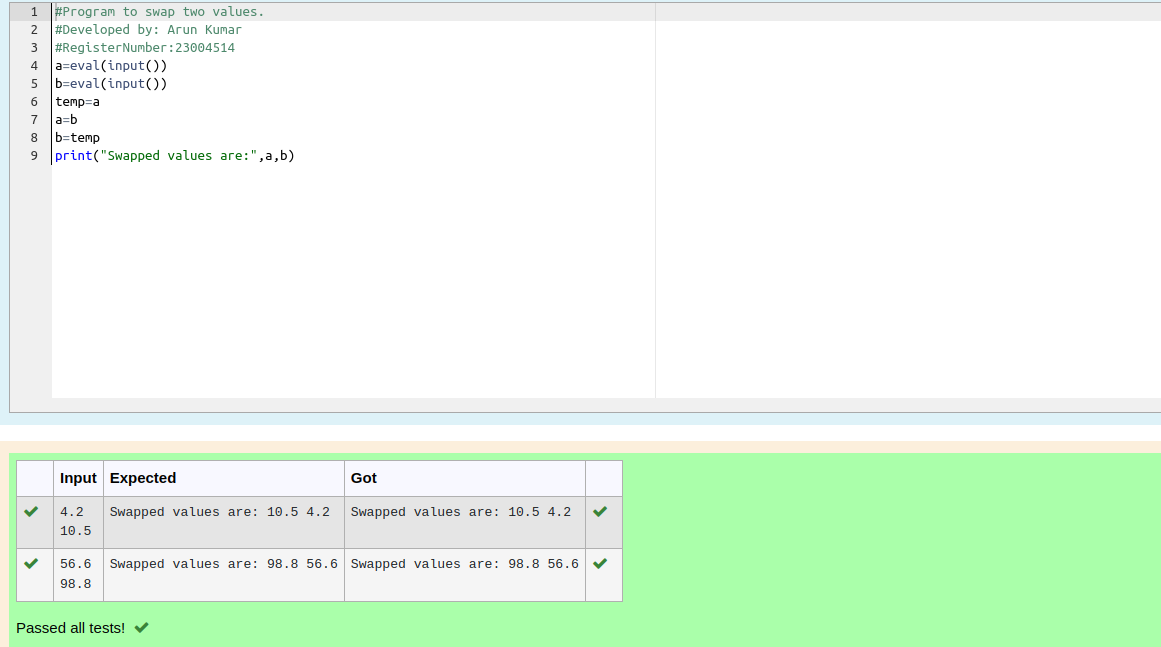 1 #Program to swap two values.
2 #Developed by: Arun Kumar
3 #RegisterNumber:23004514
4 a=eval(input())
5 b=eval(input())
6 temp=a
7 a=b
8 b=temp
9 print("Swapped values are:",a,b)
Input Expected Got
4.2 Swapped values are: 10.5 4.2 Swapped values are: 10.5 4.2
10.5
56.6 Swapped values are: 98.8 56.6 Swapped values are: 98.8 56.6
98.8
Passed all tests!